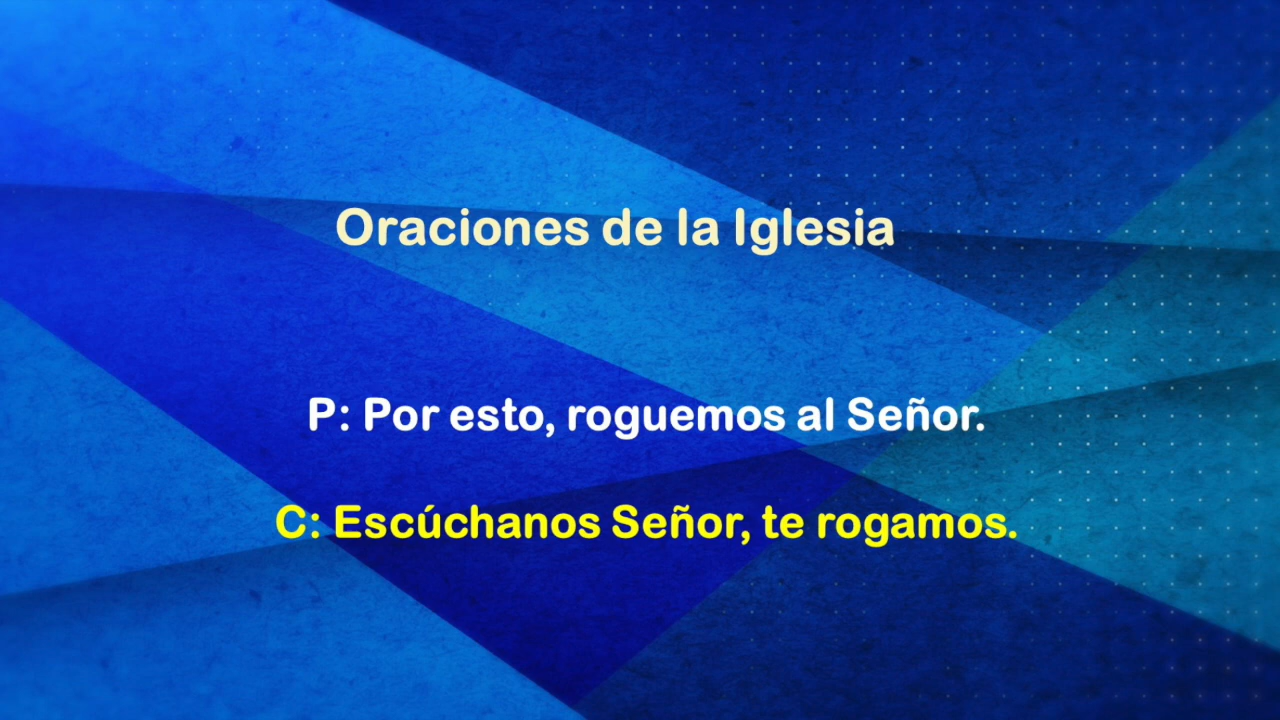 Oraciones de la Iglesia
P: Por esto, roguemos al Señor.
C: Escúchanos Señor, te rogamos.